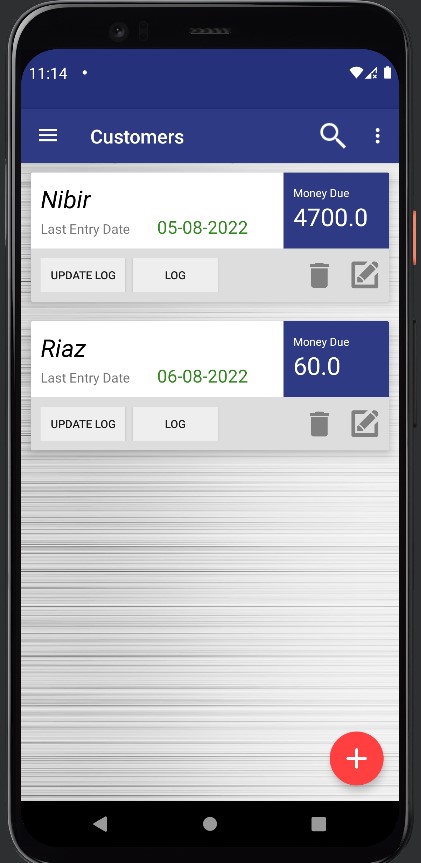 11:14
Customers
Nibir
Last Entry Date 05-08-2022
Money Due
4700.0
UPDATE LOG LOG
Riaz
Last Entry Date 06-08-2022
Money Due
60.0
UPDATE LOG LOG